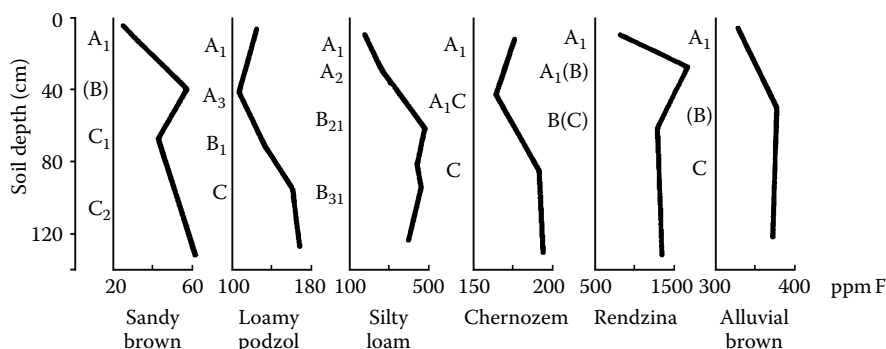 0
40
80
120
Soil depth (cm)
A₁
(B)
C₁
C₂
A₁
A₃
B₁
C
A₁
A₂
B₂₁
B₃₁
A₁
A₁C
C
A₁
A₁(B)
B(C)
A₁
(B)
C
20 60 100 180 100 500 150 200 500 1500 300 400 ppm F
Sandy brown
Loamy podzol
Silty loam
Chernozem
Rendzina
Alluvial brown